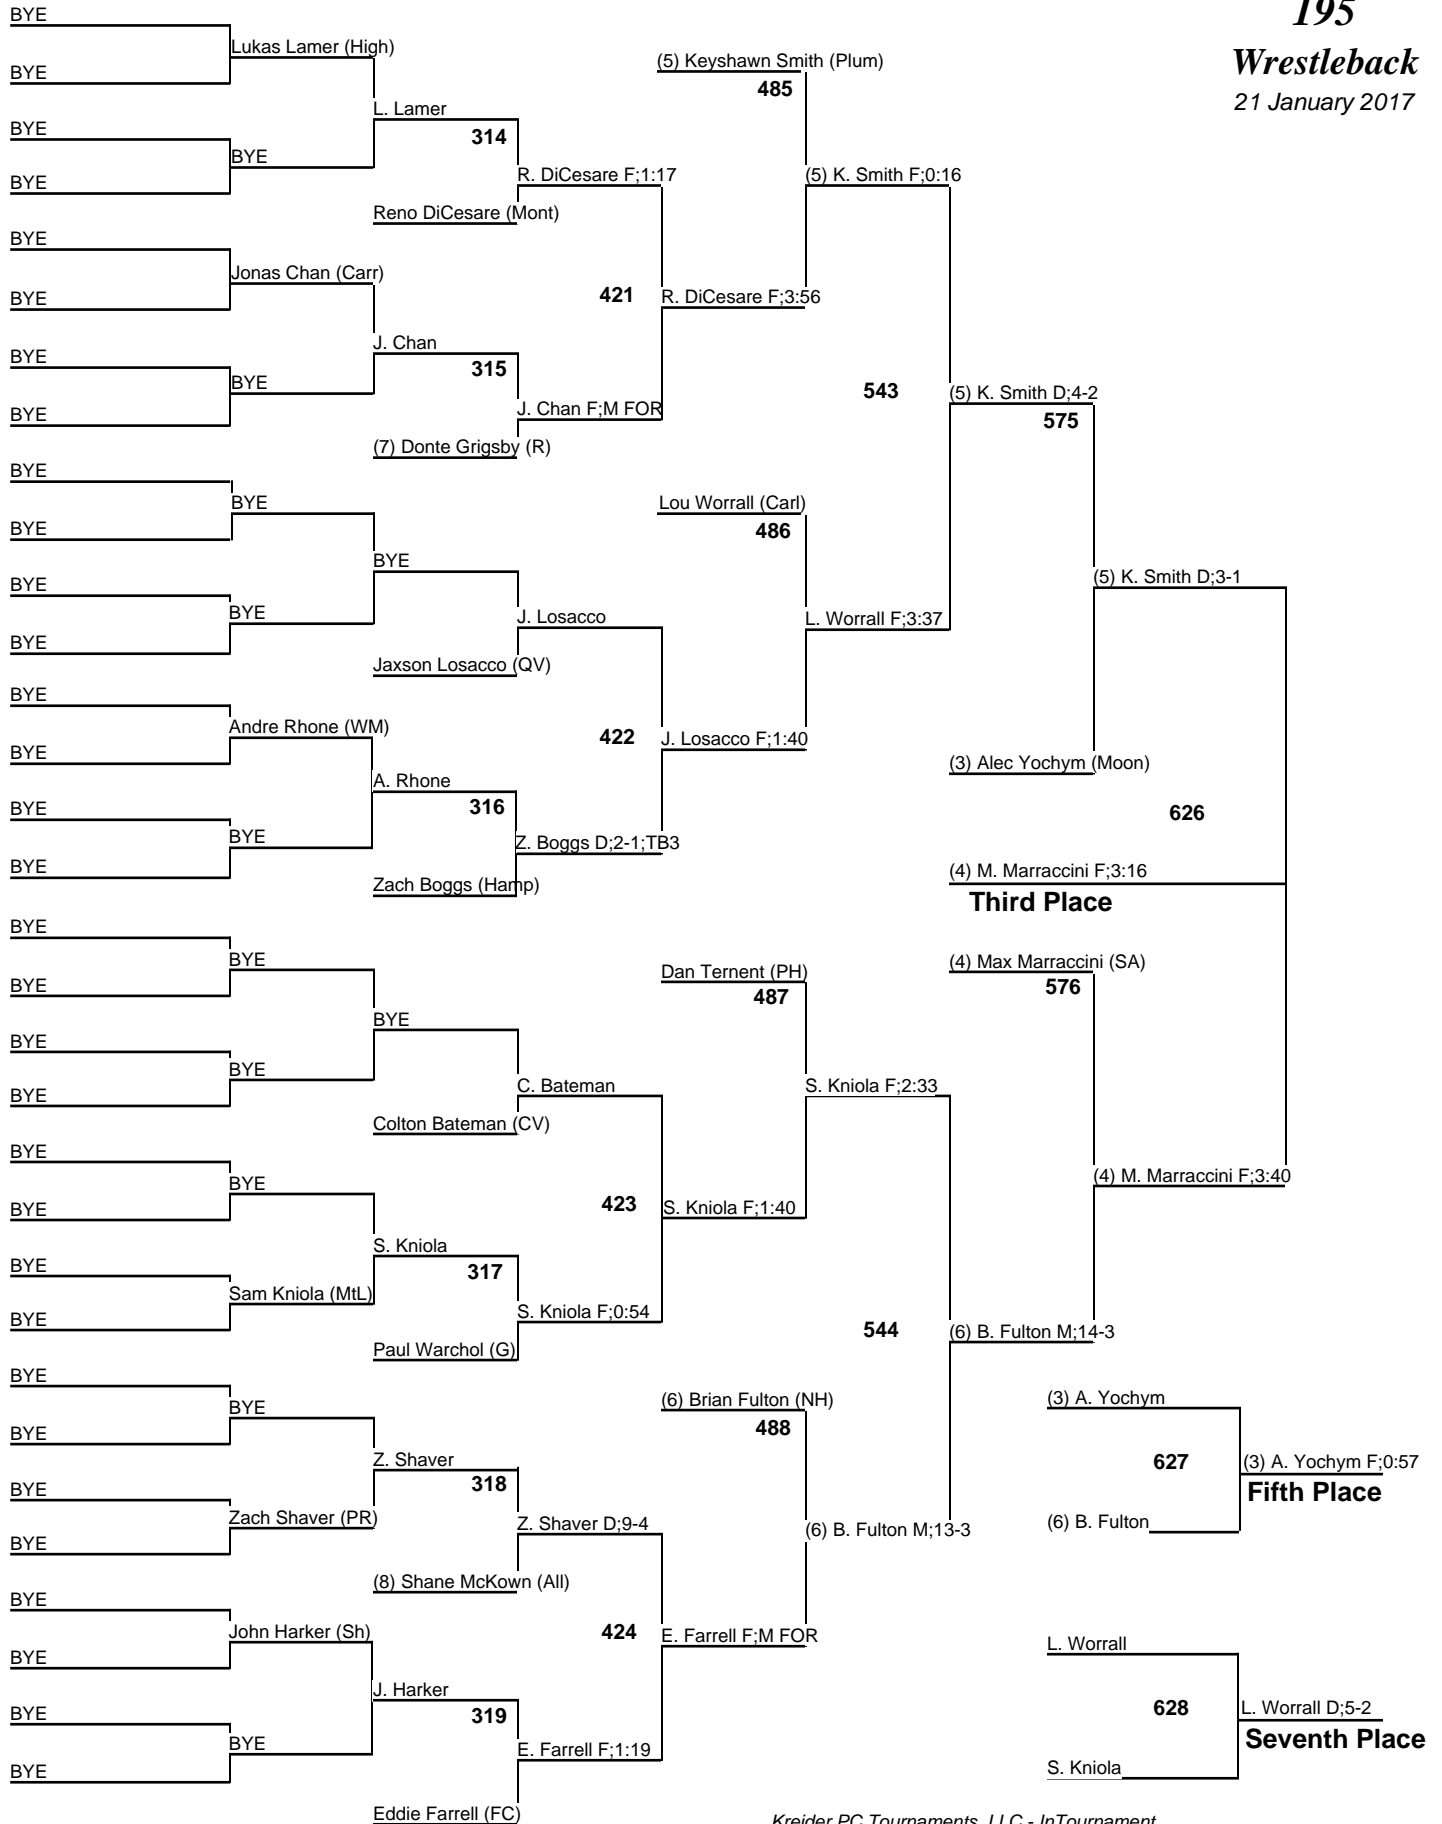 195
Wrestleback
21 January 2017
BYE
BYE
Lukas Lamer (High)
BYE
BYE
BYE
L. Lamer
314
R. DiCesare F;1:17
Reno DiCesare (Mont)
BYE
BYE
Jonas Chan (Carr)
BYE
BYE
BYE
J. Chan
315
J. Chan F;M FOR
(7) Donte Grigsby (R)
421
R. DiCesare F;3:56
(5) Keyshawn Smith (Plum)
485
(5) K. Smith F;0:16
BYE
BYE
BYE
BYE
BYE
BYE
BYE
J. Losacco
Jaxson Losacco (QV)
BYE
BYE
Andre Rhone (WM)
BYE
BYE
BYE
A. Rhone
316
Z. Boggs D;2-1;TB3
Zach Boggs (Hamp)
422
J. Losacco F;1:40
Lou Worrall (Carl)
486
L. Worrall F;3:37
543
(5) K. Smith D;4-2
575
(5) K. Smith D;3-1
(3) Alec Yochym (Moon)
626
(4) M. Marraccini F;3:16
Third Place
BYE
BYE
BYE
BYE
BYE
BYE
BYE
C. Bateman
Colton Bateman (CV)
BYE
BYE
BYE
BYE
BYE
Sam Kniola (MtL)
S. Kniola
317
S. Kniola F;0:54
Paul Warchol (G)
423
S. Kniola F;1:40
Dan Ternent (PH)
487
S. Kniola F;2:33
(4) Max Marraccini (SA)
576
(4) M. Marraccini F;3:40
BYE
BYE
BYE
BYE
BYE
Zach Shaver (PR)
Z. Shaver
318
Z. Shaver D;9-4
(8) Shane McKown (All)
BYE
BYE
John Harker (Sh)
BYE
BYE
BYE
J. Harker
319
E. Farrell F;1:19
Eddie Farrell (FC)
424
E. Farrell F;M FOR
(6) Brian Fulton (NH)
488
(6) B. Fulton M;13-3
544
(6) B. Fulton M;14-3
(3) A. Yochym
627
(3) A. Yochym F;0:57
Fifth Place
(6) B. Fulton
L. Worrall
628
L. Worrall D;5-2
Seventh Place
S. Kniola
Kreider PC Tournaments, LLC - InTournament